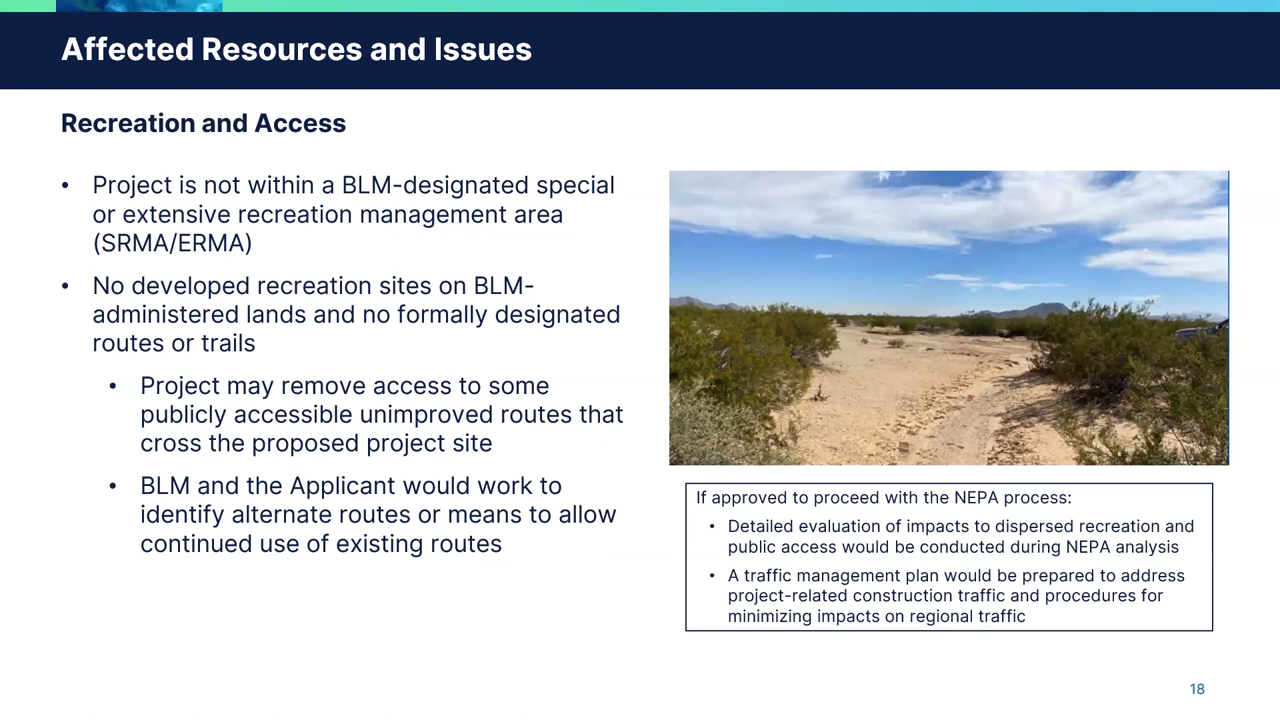 Affected Resources and Issues
Recreation and Access
• Project is not within a BLM-designated special
or extensive recreation management area
(SRMA/ERMA)
• No developed recreation sites on BLM-
administered lands and no formally designated
routes or trails
• Project may remove access to some
publicly accessible unimproved routes that
cross the proposed project site
• BLM and the Applicant would work to
identify alternate routes or means to allow
continued use of existing routes
If approved to proceed with the NEPA process:
• Detailed evaluation of impacts to dispersed recreation and
public access would be conducted during NEPA analysis
• A traffic management plan would be prepared to address
project-related construction traffic and procedures for
minimizing impacts on regional traffic
18